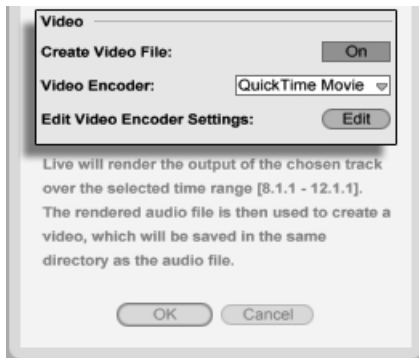 Video
Create Video File: On
Video Encoder: QuickTime Movie
Edit Video Encoder Settings: Edit
Live will render the output of the chosen track
over the selected time range [8.1.1 - 12.1.1].
The rendered audio file is then used to create a
video, which will be saved in the same
directory as the audio file.
OK Cancel